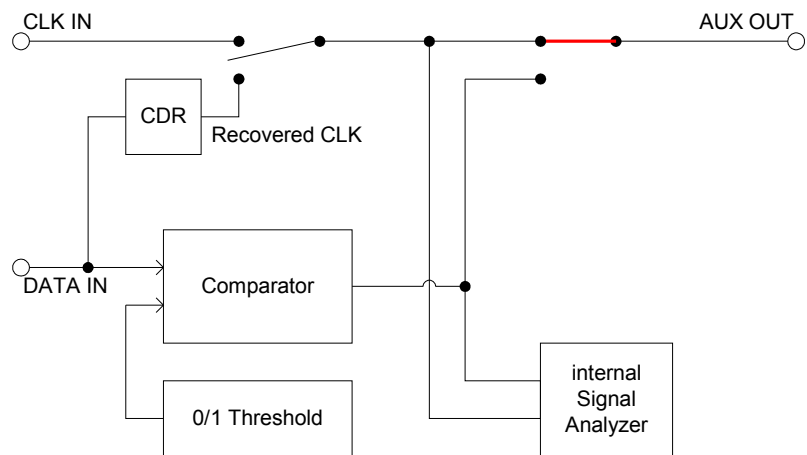 CLK IN
AUX OUT
CDR
Recovered CLK
DATA IN
Comparator
0/1 Threshold
internal
Signal
Analyzer